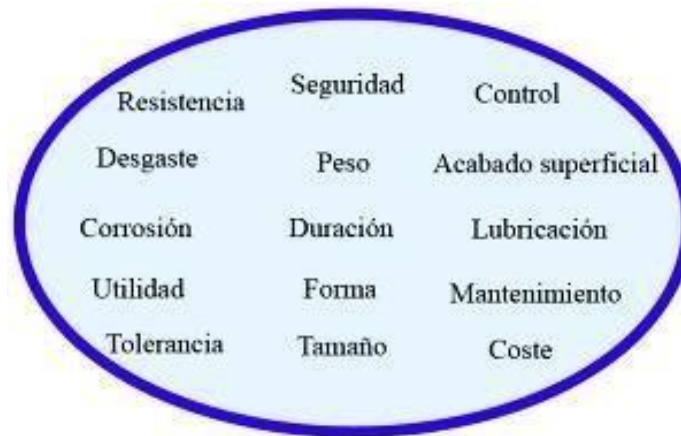 Resistencia Seguridad Control
Desgaste Peso Acabado superficial
Corrosión Duración Lubricación
Utilidad Forma Mantenimiento
Tolerancia Tamaño Coste